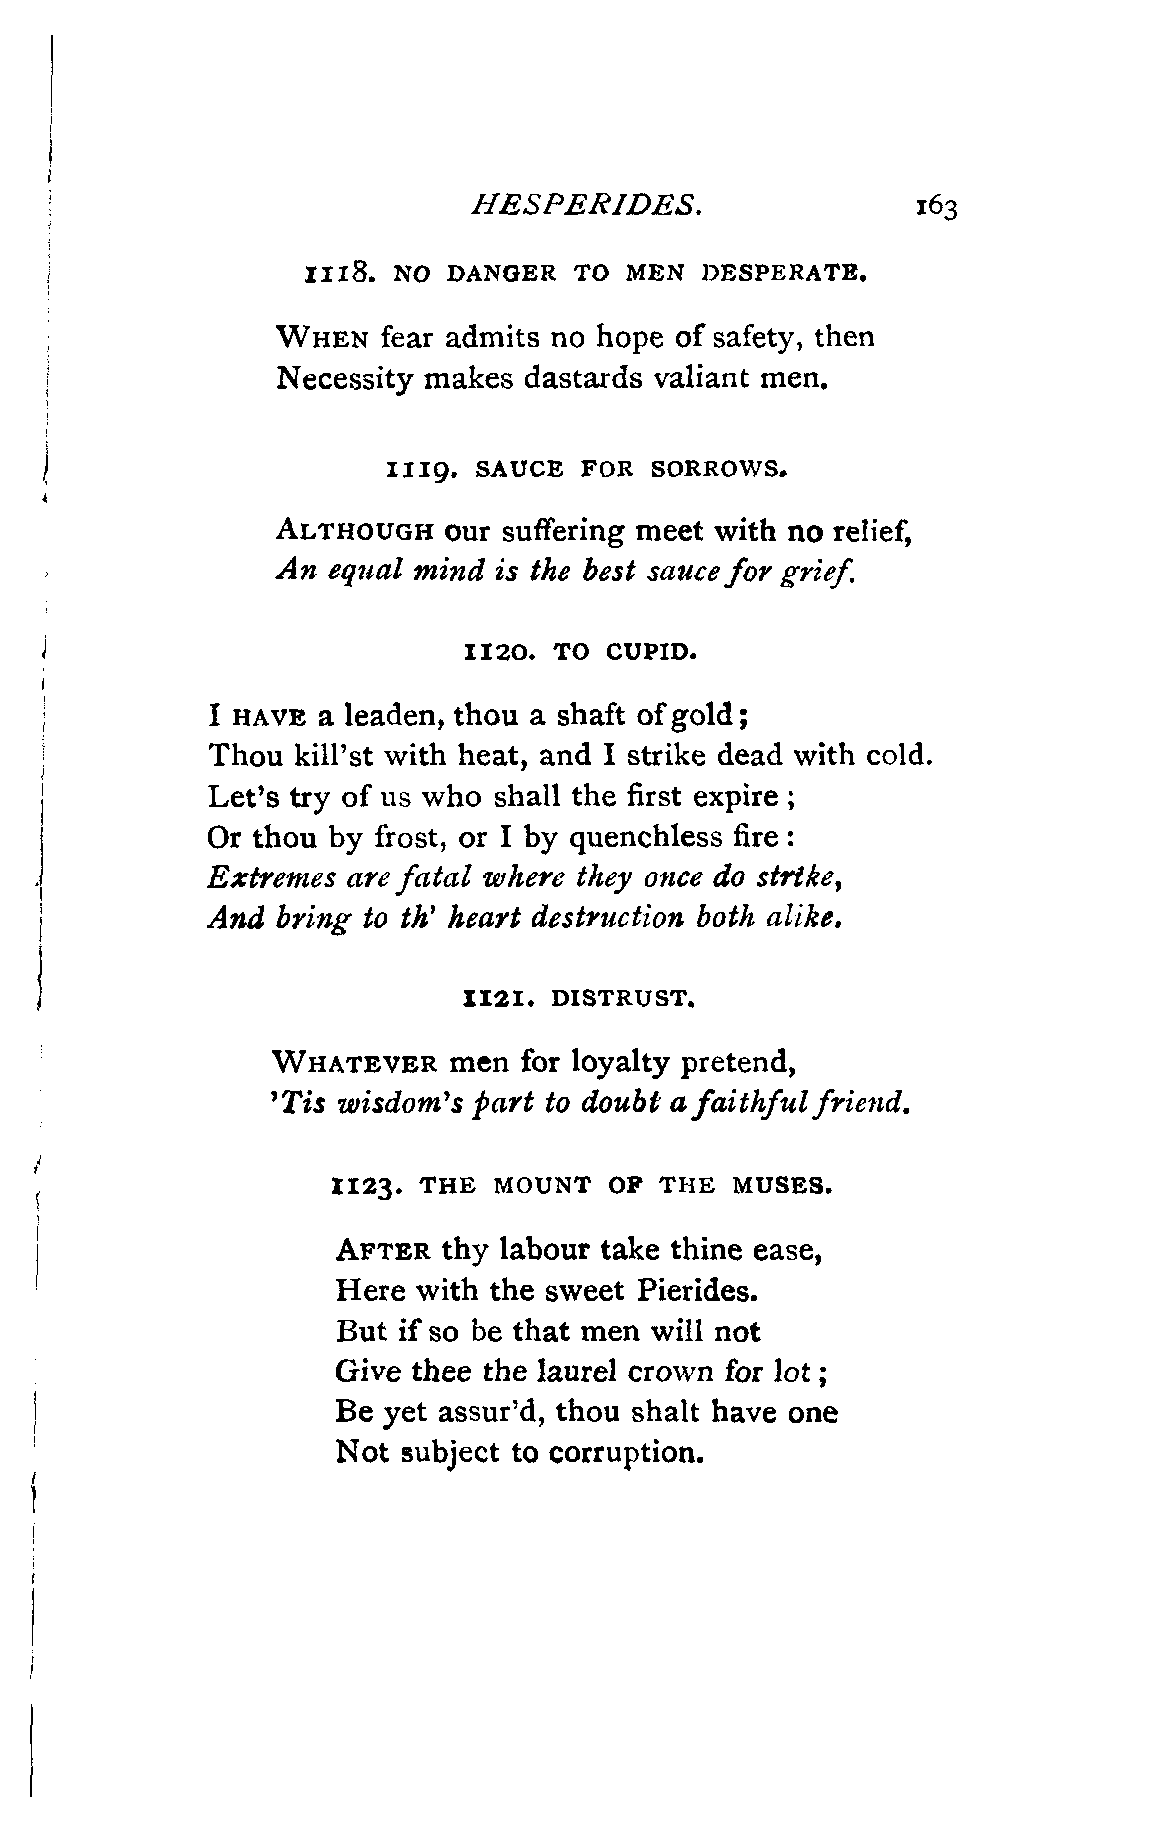 HESPERIDES. 163
1118. NO DANGER TO MEN DESPERATE.
WHEN fear admits no hope of safety, then
Necessity makes dastards valiant men.
1119. SAUCE FOR SORROWS.
ALTHOUGH our suffering meet with no relief,
An equal mind is the best sauce for grief.
1120. TO CUPID.
I HAVE a leaden, thou a shaft of gold;
Thou kill'st with heat, and I strike dead with cold.
Let's try of us who shall the first expire;
Or thou by frost, or I by quenchless fire:
Extremes are fatal where they once do strike,
And bring to th' heart destruction both alike.
1121. DISTRUST.
WHATEVER men for loyalty pretend,
'Tis wisdom's part to doubt a faithful friend.
1123. THE MOUNT OF THE MUSES.
AFTER thy labour take thine ease,
Here with the sweet Pierides.
But if so be that men will not
Give thee the laurel crown for lot;
Be yet assur'd, thou shalt have one
Not subject to corruption.